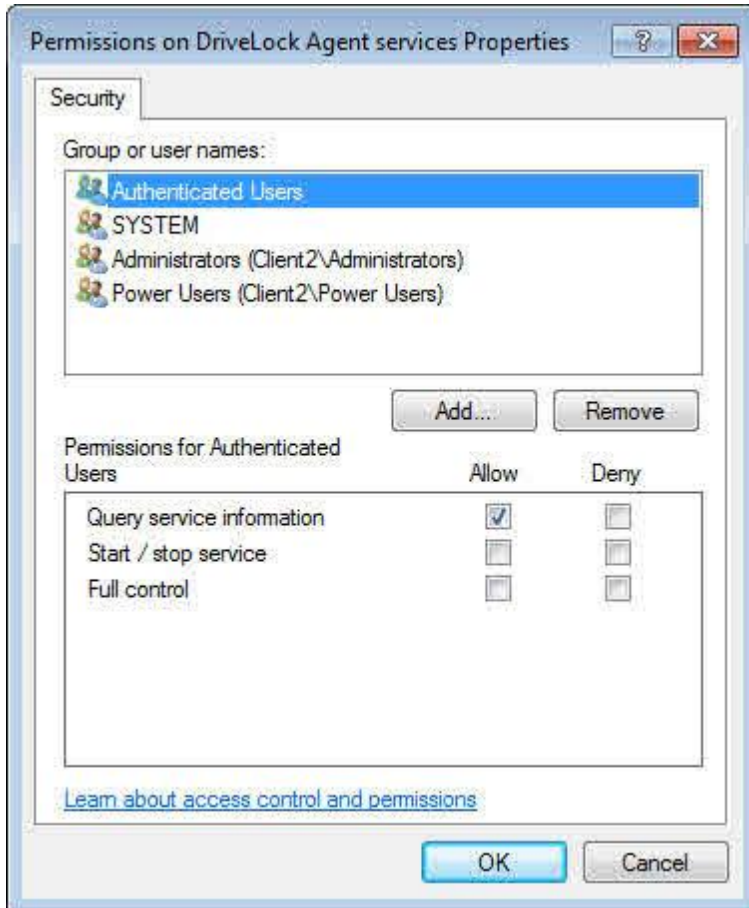 Permissions on DriveLock Agent services Properties
Security
Group or user names:
Authenticated Users
SYSTEM
Administrators (Client2\Administrators)
Power Users (Client2\Power Users)
Add... Remove
Permissions for Authenticated
Users Allow Deny
Query service information
Start / stop service
Full control
Learn about access control and permissions
OK Cancel